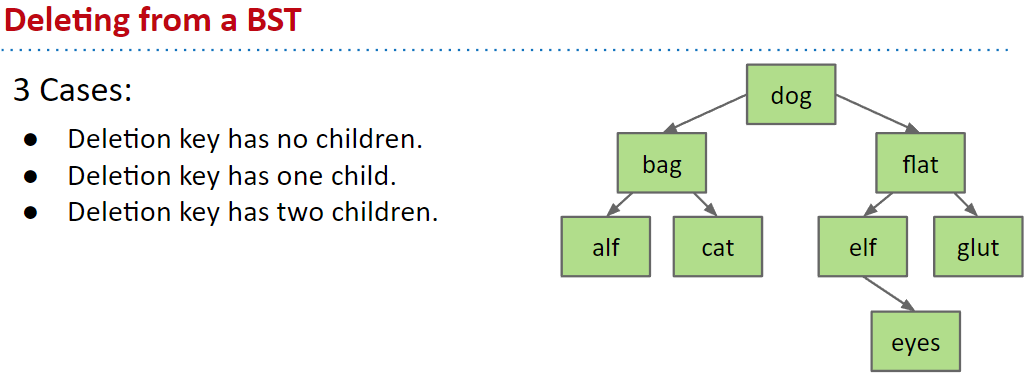 Deleting from a BST
3 Cases:
● Deletion key has no children.
● Deletion key has one child.
● Deletion key has two children.
dog
bag
flat
alf
cat
elf
glut
eyes